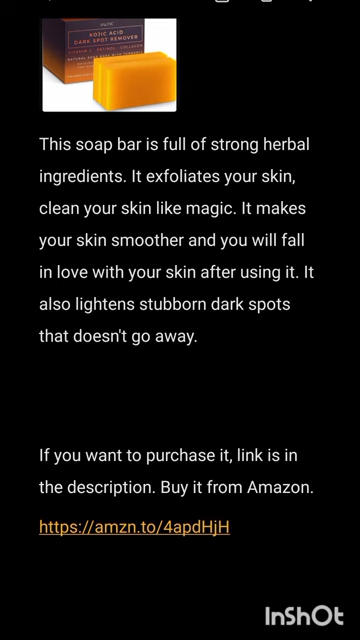 KOJIC ACID
DARK SPOT REMOVER
This soap bar is full of strong herbal
ingredients. It exfoliates your skin,
clean your skin like magic. It makes
your skin smoother and you will fall
in love with your skin after using it. It
also lightens stubborn dark spots
that doesn't go away.
If you want to purchase it, link is in
the description. Buy it from Amazon.
https://amzn.to/4apdHjH
InShOt